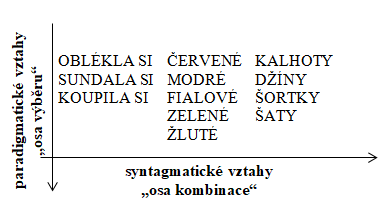 paradigmatické vztahy
„osa výběru“
OBLÉKLA SI ČERVENÉ KALHOTY
SUNDALA SI MODRÉ DŽÍNY
KOUPILA SI FIALOVÉ ŠORTKY
ZELENÉ ŠATY
ŽLUTÉ
syntagmatické vztahy
„osa kombinace“